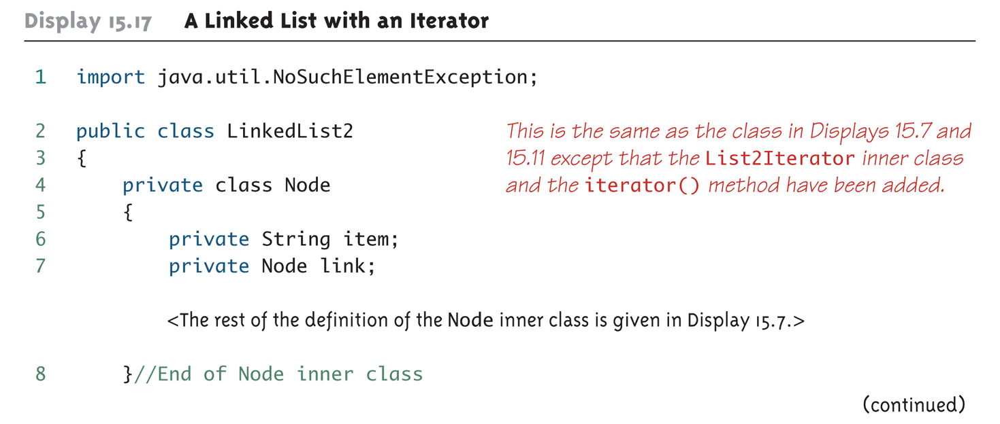 Display 15.17 A Linked List with an Iterator
1 import java.util.NoSuchElementException;
2 public class LinkedList2
3 {
4 private class Node
5 {
6 private String item;
7 private Node link;
This is the same as the class in Displays 15.7 and
15.11 except that the List2Iterator inner class
and the iterator() method have been added.
<The rest of the definition of the Node inner class is given in Display 15.7.>
8 }//End of Node inner class
(continued)